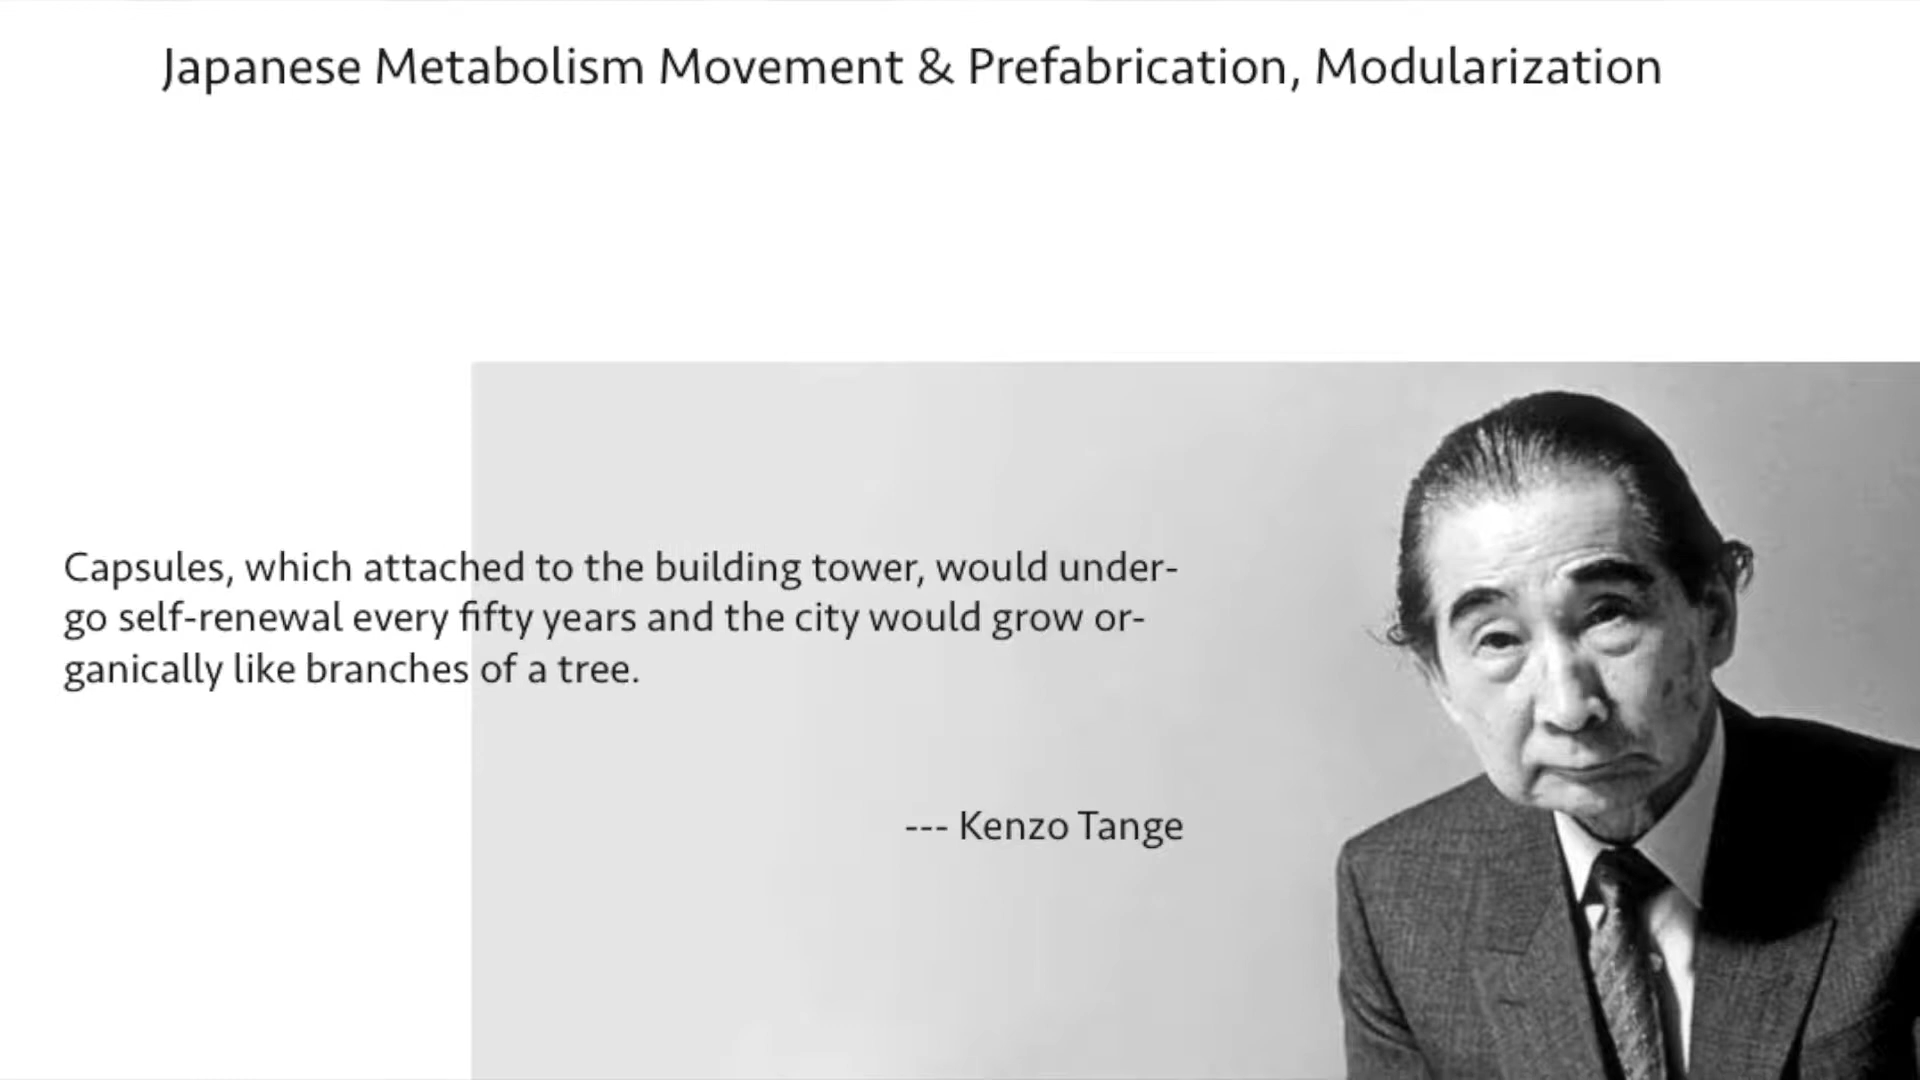 Japanese Metabolism Movement & Prefabrication, Modularization
Capsules, which attached to the building tower, would under-
go self-renewal every fifty years and the city would grow or-
ganically like branches of a tree.
--- Kenzo Tange